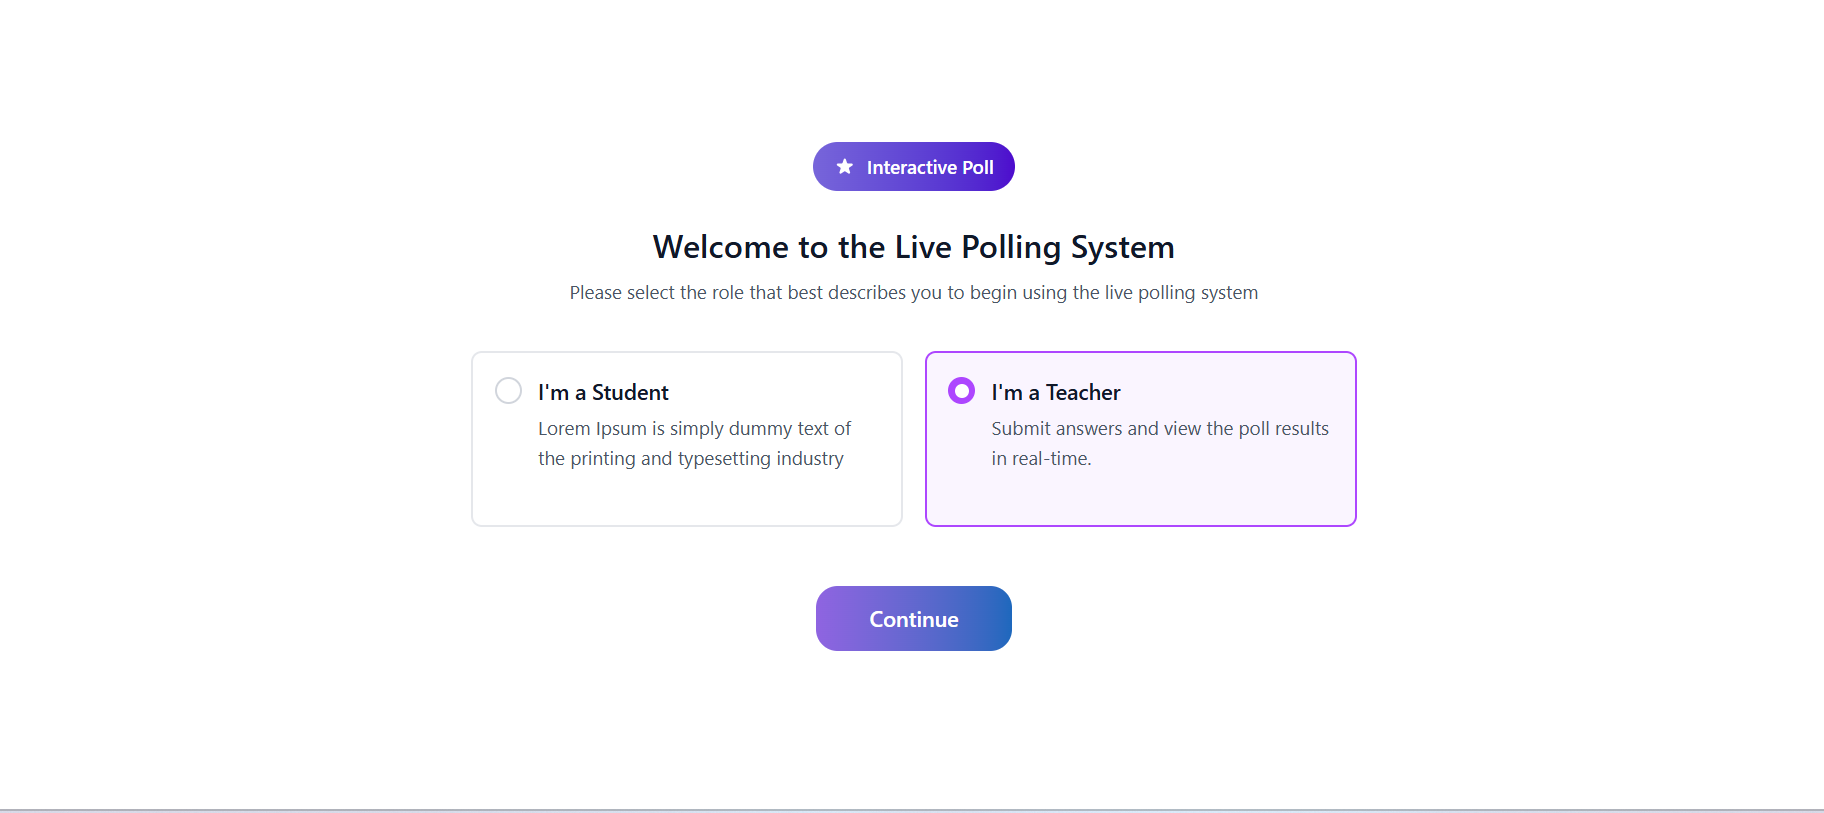 Interactive Poll
Welcome to the Live Polling System
Please select the role that best describes you to begin using the live polling system
I'm a Student
Lorem Ipsum is simply dummy text of
the printing and typesetting industry
I'm a Teacher
Submit answers and view the poll results
in real-time.
Continue